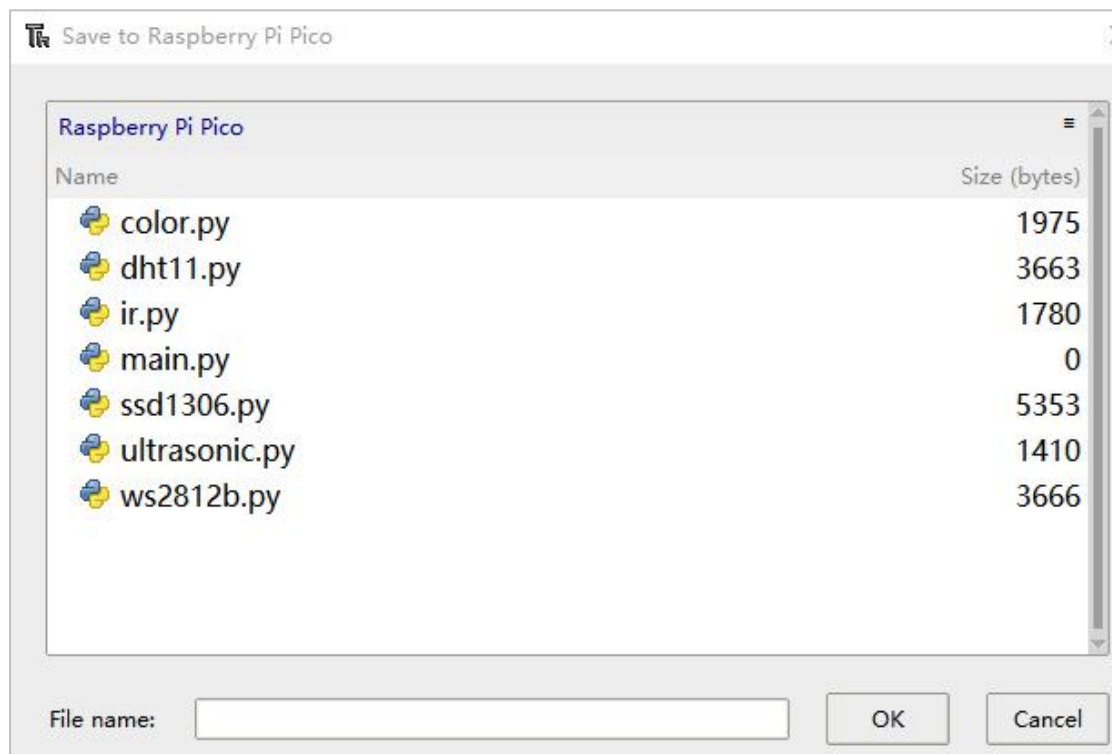 Save to Raspberry Pi Pico
Raspberry Pi Pico
Name Size (bytes)
color.py 1975
dht11.py 3663
ir.py 1780
main.py 0
ssd1306.py 5353
ultrasonic.py 1410
ws2812b.py 3666
File name: OK Cancel